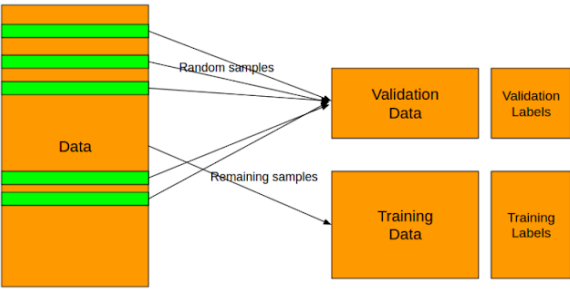 Random samples
Data
Remaining samples
Validation
Data
Validation
Labels
Training
Data
Training
Labels